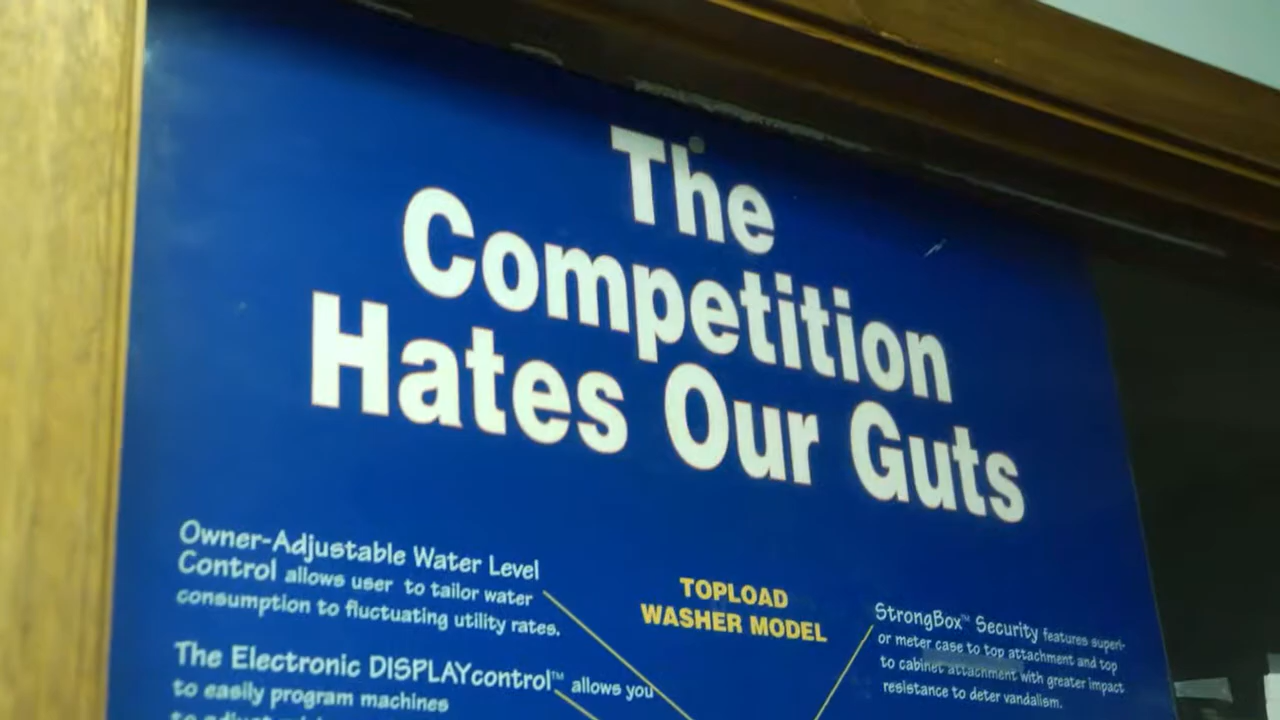 The
Competition
Hates Our Guts
Owner-Adjustable Water Level
Control allows user to tailor water
consumption to fluctuating utility rates.
The Electronic DISPLAYcontrol™ allows you
to easily program machines
to adjust
TOPLOAD
WASHER MODEL
StrongBox™ Security features superi-
or meter case to top attachment and top
to cabinet attachment with greater impact
resistance to deter vandalism.